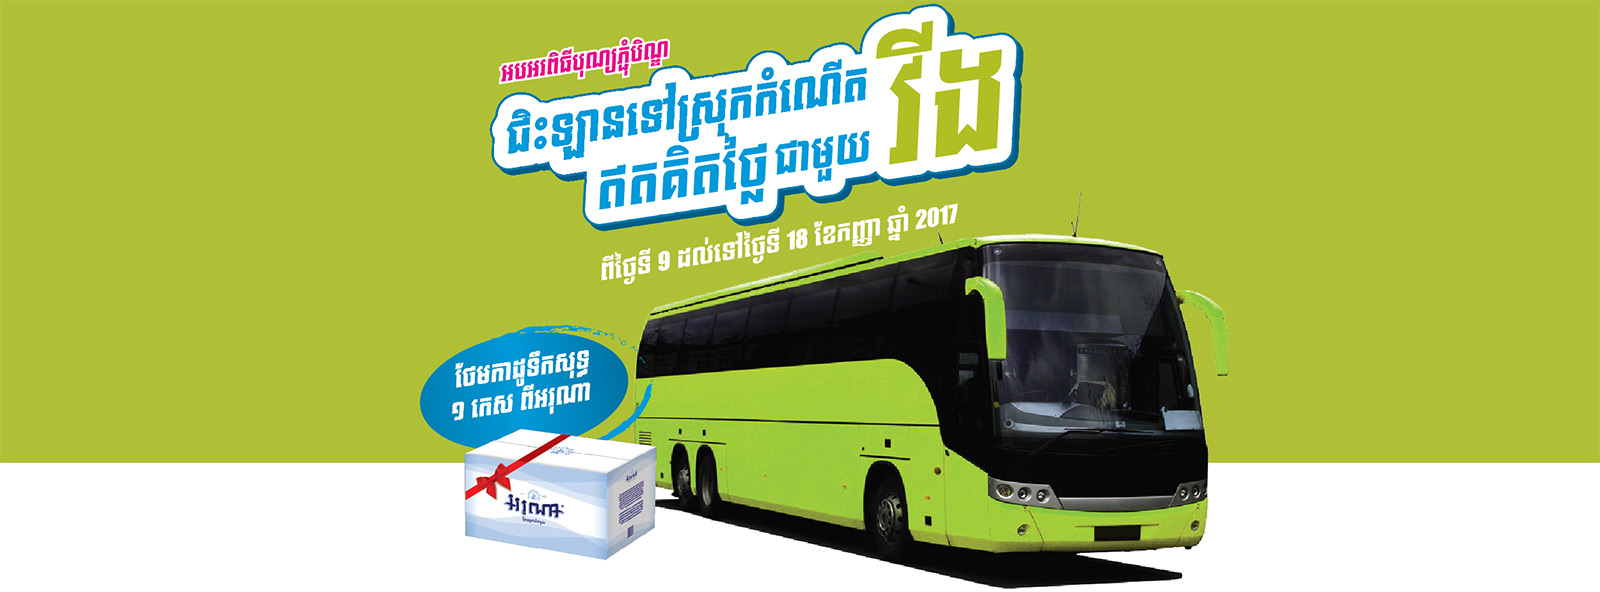 អបអរពិធីបុណ្យភ្ជុំបិណ្ឌ
ជិះឡានទៅស្រុកកំណើត
ឥតគិតថ្លៃ ជាមួយ វីង
ពីថ្ងៃទី 9 ដល់ទៅថ្ងៃទី 18 ខែកញ្ញា ឆ្នាំ 2017
ថែមកាដូទឹកសុទ្ធ
១ កេស ពីអរុណា
អរុណា